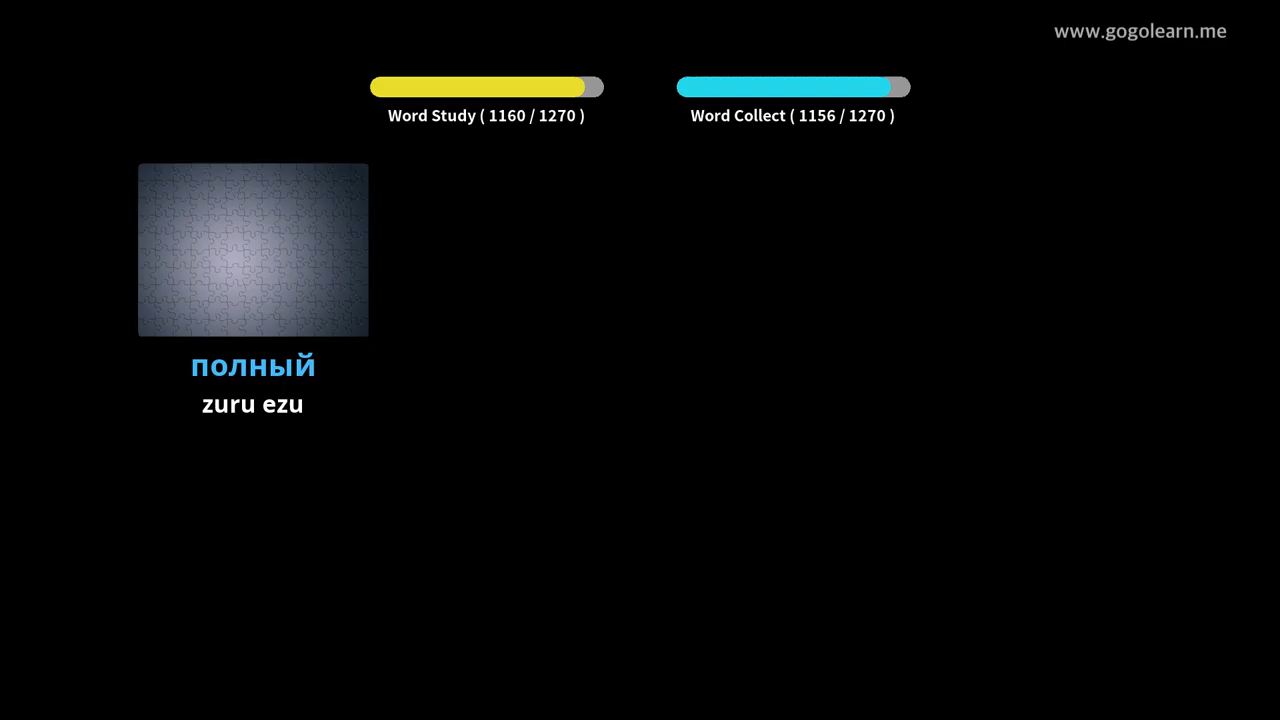 www.gogolearn.me
Word Study ( 1160 / 1270 )
Word Collect ( 1156 / 1270 )
полный
zuru ezu